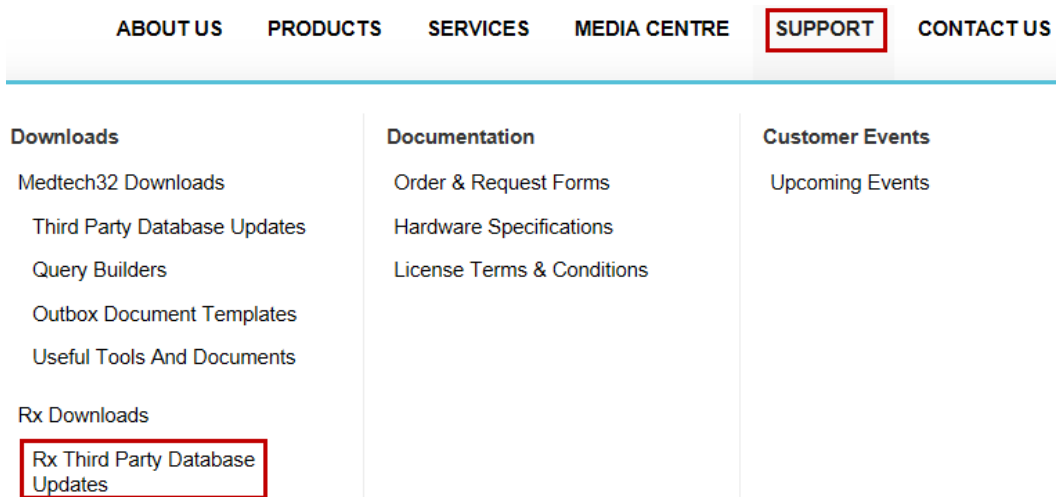 ABOUT US PRODUCTS SERVICES MEDIA CENTRE SUPPORT CONTACT US
Downloads
Medtech32 Downloads
Third Party Database Updates
Query Builders
Outbox Document Templates
Useful Tools And Documents
Rx Downloads
Rx Third Party Database
Updates
Documentation
Order & Request Forms
Hardware Specifications
License Terms & Conditions
Customer Events
Upcoming Events